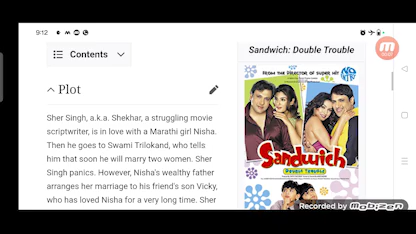 9:12
Contents
Sandwich: Double Trouble
Plot
FROM THE DIRECTOR OF SUPER HIT
NO ENTRY
Sher Singh, a.k.a. Shekhar, a struggling movie
scriptwriter, is in love with a Marathi girl Nisha.
Then he goes to Swami Trilokand, who tells
him that soon he will marry two women. Sher
Singh panics. However, Nisha's wealthy father
arranges her marriage to his friend's son Vicky,
who has loved Nisha for a very long time. Sher
Sandwich
DOUBLE TROUBLE
Recorded by Mobizen